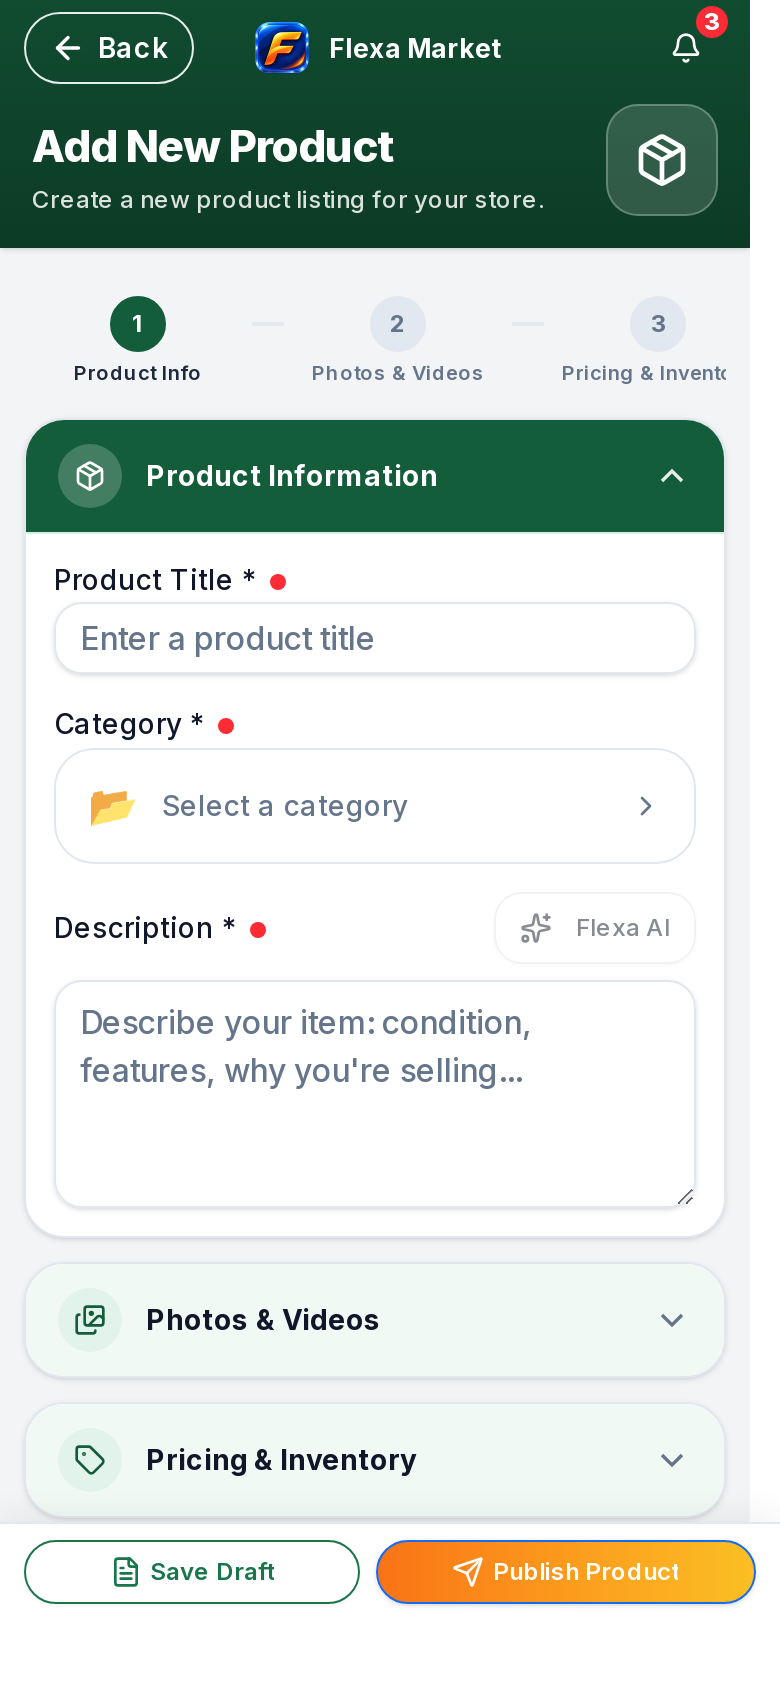 Back
Flexa Market
3
Add New Product
Create a new product listing for your store.
1
2
3
Product Info
Photos & Videos
Pricing & Invento
Product Information
Product Title *
Enter a product title
Category *
Select a category
Description *
Flexa AI
Describe your item: condition,
features, why you're selling...
Photos & Videos
Pricing & Inventory
Save Draft
Publish Product